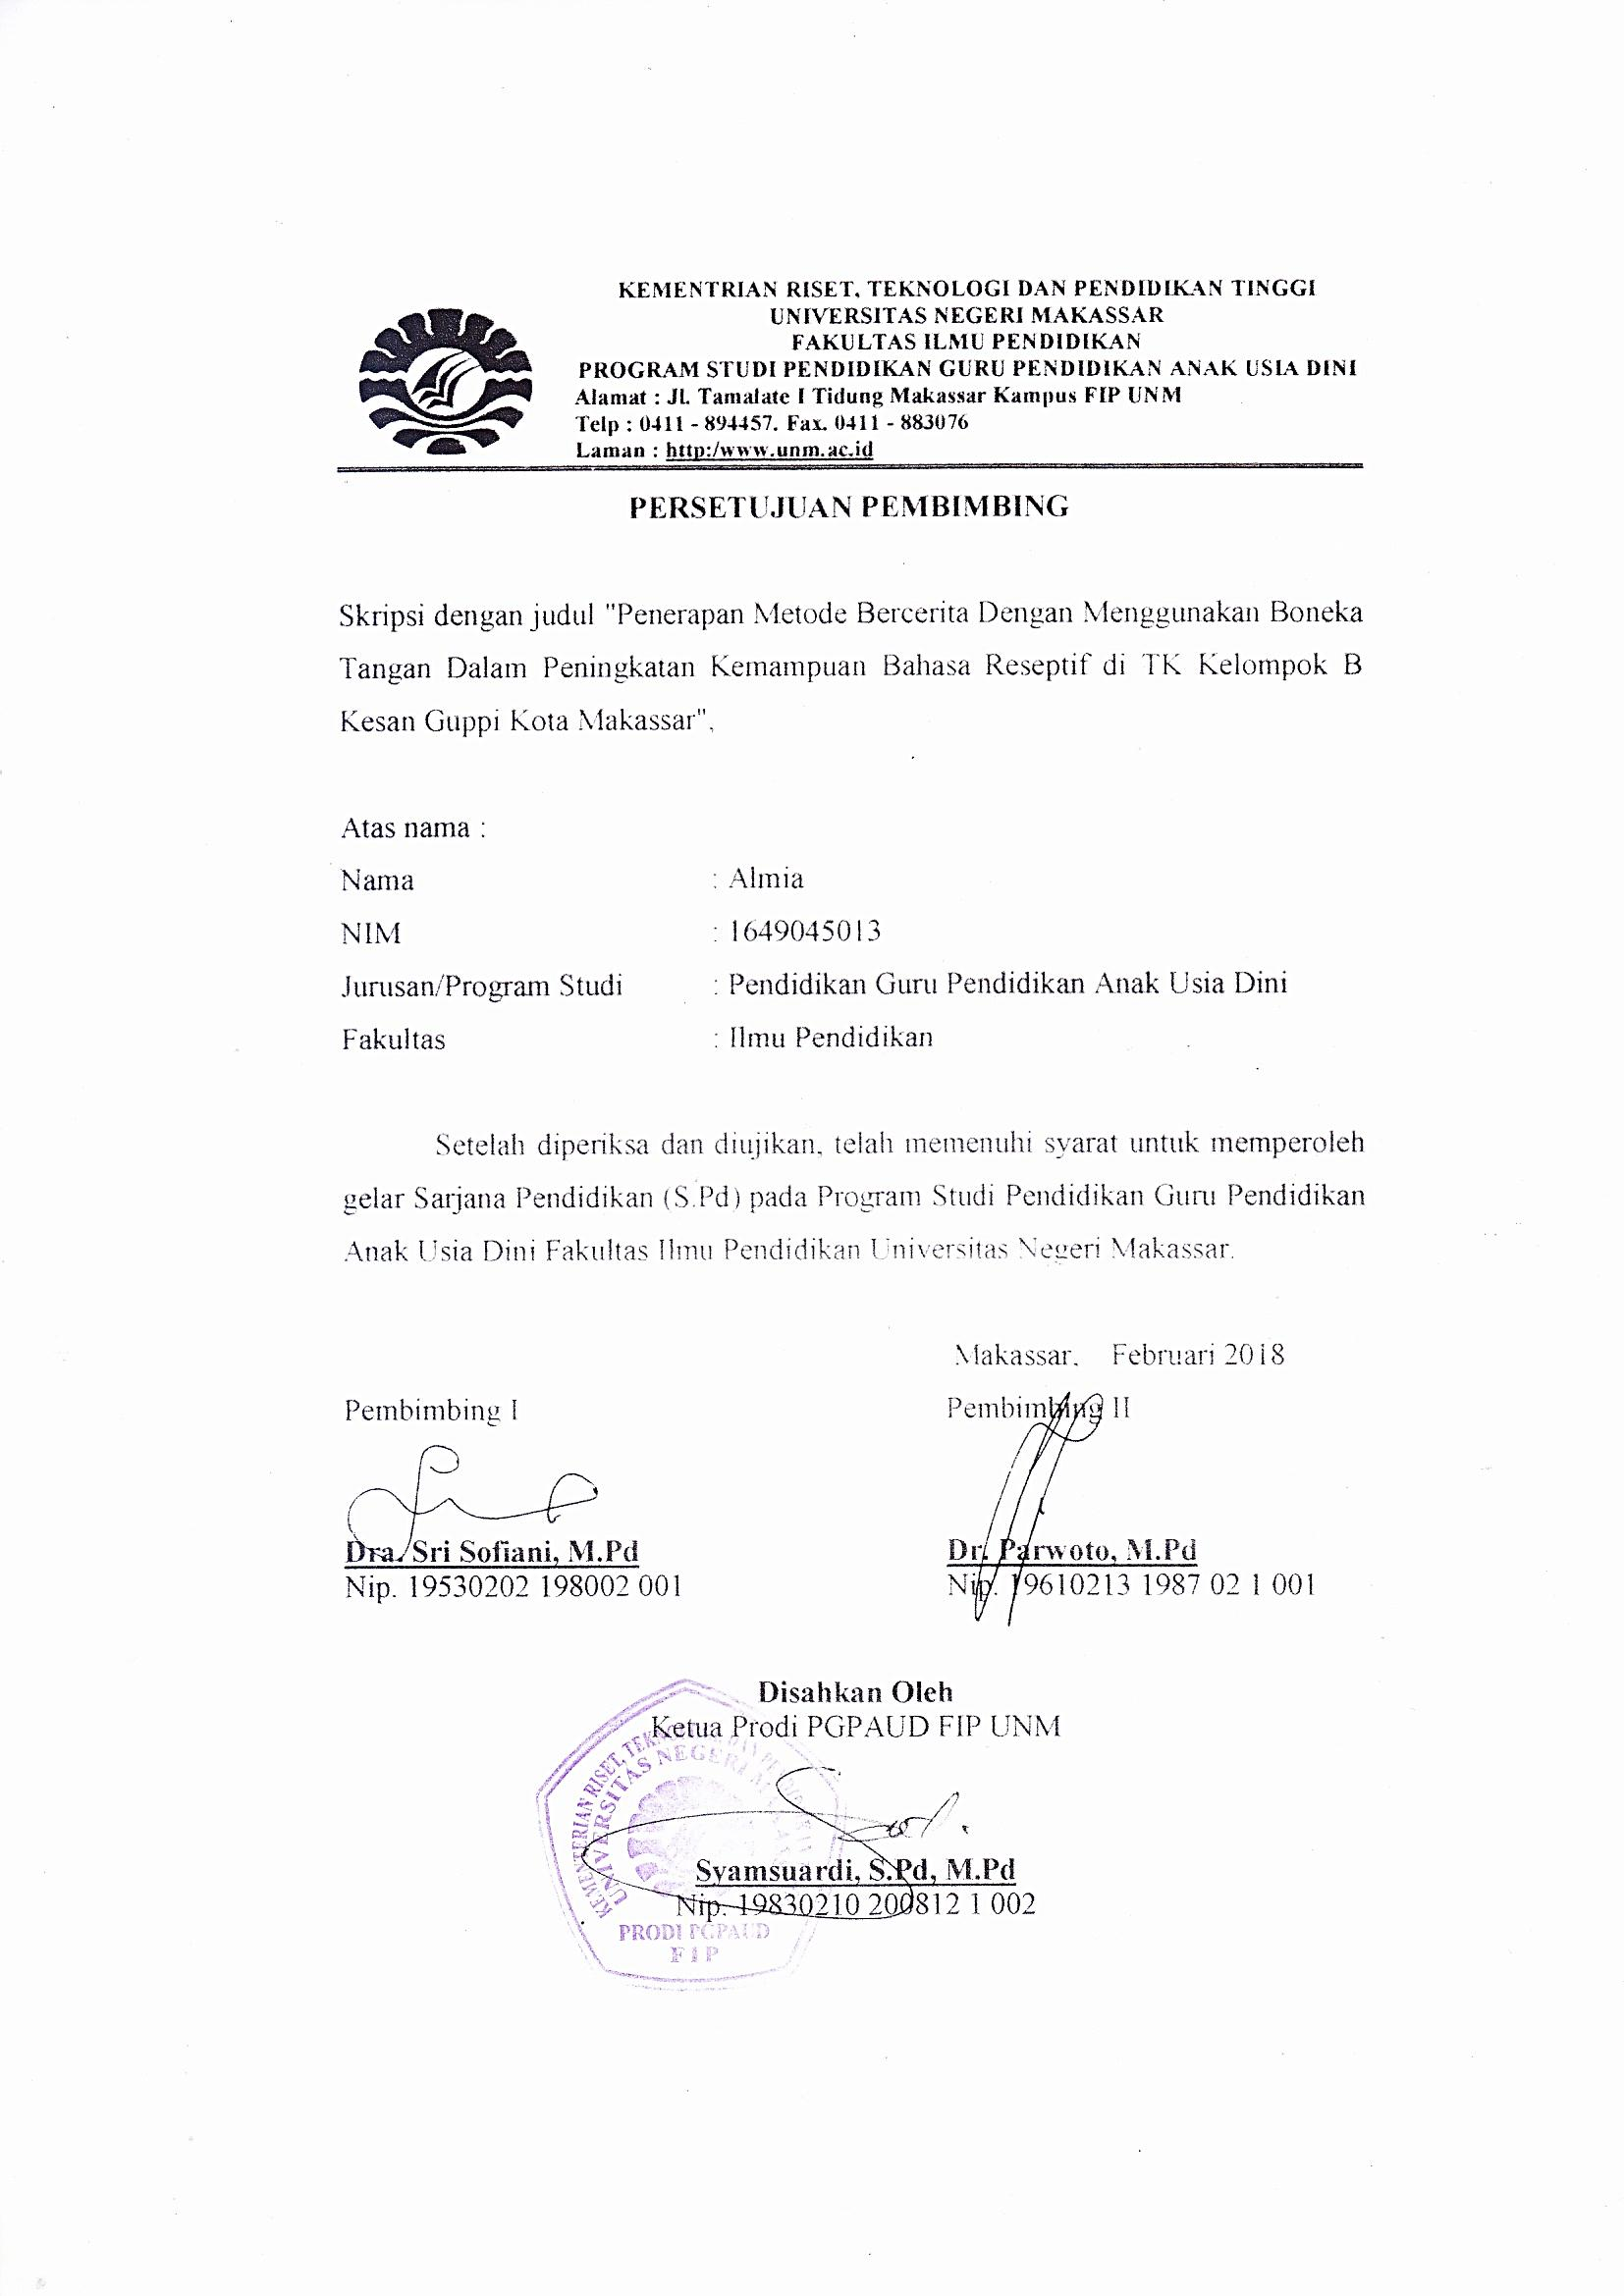 KEMENTRIAN RISET, TEKNOLOGI DAN PENDIDIKAN TINGGI
UNIVERSITAS NEGERI MAKASSAR
FAKULTAS ILMU PENDIDIKAN
PROGRAM STUDI PENDIDIKAN GURU PENDIDIKAN ANAK USIA DINI
Alamat : Jl. Tamalate I Tidung Makassar Kampus FIP UNM
Telp : 0411 - 894457. Fax. 0411 - 883076
Laman : http:/www.unm.ac.id
PERSETUJUAN PEMBIMBING
Skripsi dengan judul "Penerapan Metode Bercerita Dengan Menggunakan Boneka
Tangan Dalam Peningkatan Kemampuan Bahasa Reseptif di TK Kelompok B
Kesan Guppi Kota Makassar",
Atas nama :
Nama : Almia
NIM : 1649045013
Jurusan/Program Studi : Pendidikan Guru Pendidikan Anak Usia Dini
Fakultas : Ilmu Pendidikan
Setelah diperiksa dan diujikan, telah memenuhi syarat untuk memperoleh
gelar Sarjana Pendidikan (S.Pd) pada Program Studi Pendidikan Guru Pendidikan
Anak Usia Dini Fakultas Ilmu Pendidikan Universitas Negeri Makassar.
Makassar, Februari 2018
Pembimbing I Pembimbing II
Dra. Sri Sofiani, M.Pd Dr. Parwoto, M.Pd
Nip. 19530202 198002 001 Nip. 19610213 1987 02 1 001
Disahkan Oleh
Ketua Prodi PGPAUD FIP UNM
Syamsuardi, S.Pd, M.Pd
Nip. 19830210 200812 1 002
KEMENTERIAN RISET, TEKNOLOGI DAN
UNIVERSITAS NEGERI
PRODI PGPAUD
FIP